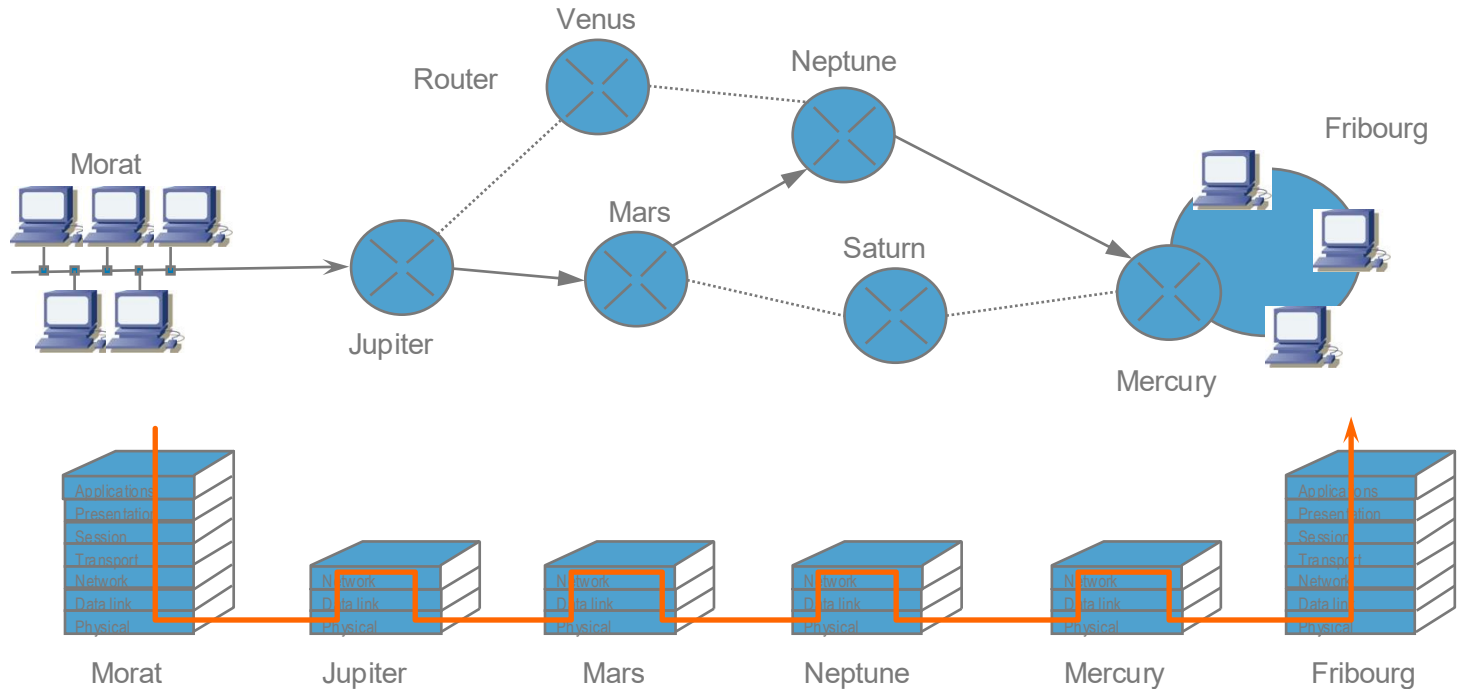 Venus
Router
Neptune
Fribourg
Morat
Mars
Saturn
Jupiter
Mercury
Applications
Presentation
Session
Transport
Network
Data link
Physical
Network
Data link
Physical
Network
Data link
Physical
Network
Data link
Physical
Network
Data link
Physical
Applications
Presentation
Session
Transport
Network
Data link
Physical
Morat
Jupiter
Mars
Neptune
Mercury
Fribourg